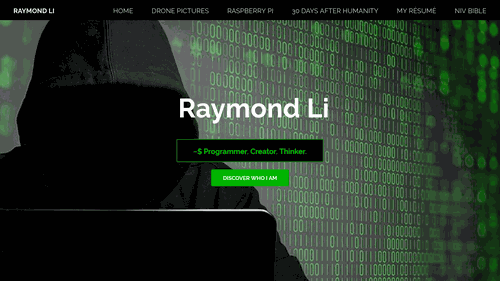 RAYMOND LI HOME DRONE PICTURES RASPBERRY PI 30 DAYS AFTER HUMANITY MY RÉSUMÉ NIV BIBLE
Raymond Li
~$ Programmer. Creator. Thinker.
DISCOVER WHO I AM